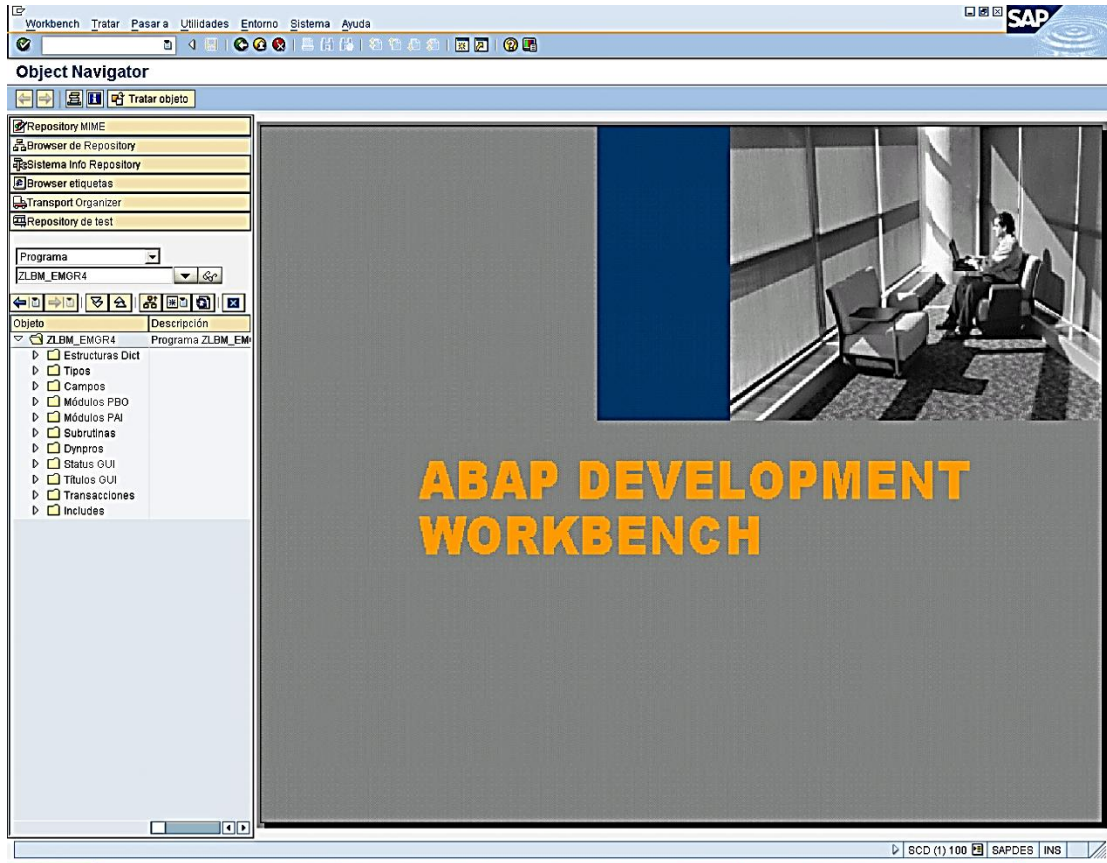 Workbench Tratar Pasar a Utilidades Entorno Sistema Ayuda
SAP
Object Navigator
Tratar objeto
Repository MIME
Browser de Repository
Sistema Info Repository
Browser etiquetas
Transport Organizer
Repository de test
Programa
ZLBM_EMGR4
Objeto Descripción
ZLBM_EMGR4 Programa ZLBM_EM
Estructuras Dict
Tipos
Campos
Módulos PBO
Módulos PAI
Subrutinas
Dynpros
Status GUI
Títulos GUI
Transacciones
Includes
ABAP DEVELOPMENT
WORKBENCH
SCD (1) 100 SAPDES INS